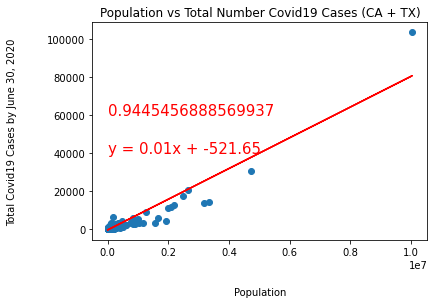 Population vs Total Number Covid19 Cases (CA + TX)
Total Covid19 Cases by June 30, 2020
100000
80000
60000
40000
20000
0
0.9445456888569937
y = 0.01x + -521.65
0.0
0.2
0.4
0.6
0.8
1.0
1e7
Population